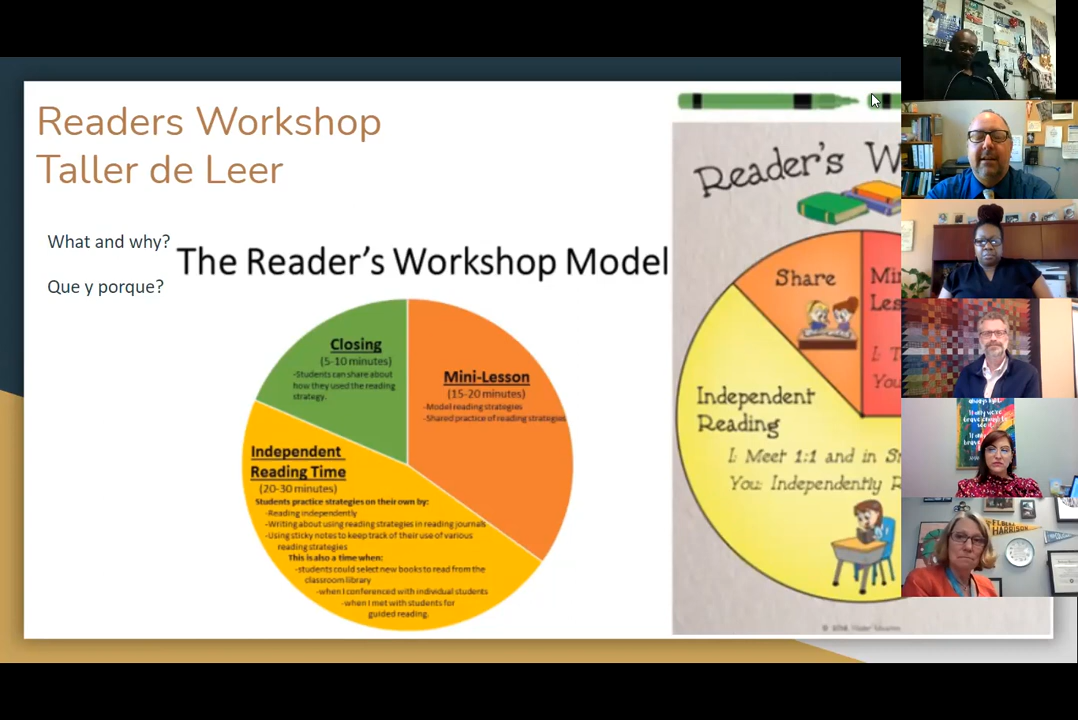 Readers Workshop
Taller de Leer
What and why?
Que y porque?
The Reader's Workshop Model
Closing
(5-10 minutes)
-Students can share about
how they used the reading
strategy.
Mini-Lesson
(15-20 minutes)
-Model reading strategies
-Shared practice of reading strategies
Independent
Reading Time
(20-30 minutes)
Students practice strategies on their own by:
-Reading independently
-Writing about using reading strategies in reading journals
-Using sticky notes to keep track of their use of various
reading strategies
This is also a time when:
-students could select new books to read from the
classroom library
-when I conferenced with individual students
-when I met with students for
guided reading.
Reader's W
Share
Mi
Les
I: T
You
Independent
Reading
I: Meet 1:1 and in S
You: Independently R